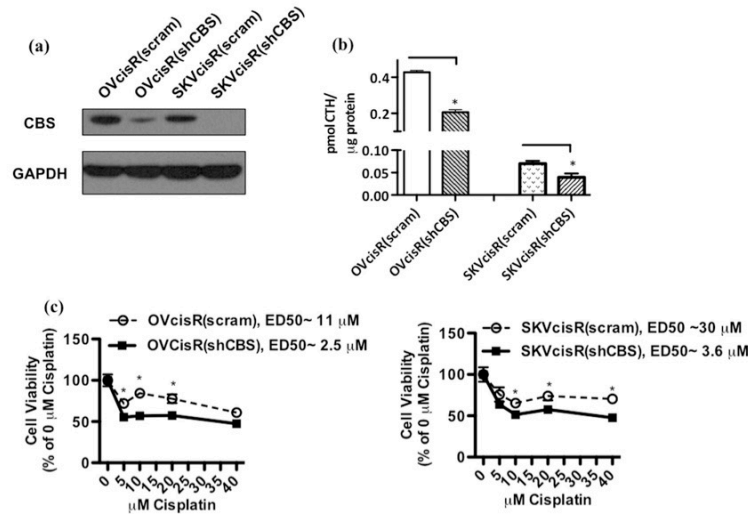 (a)
OVcisR(scram)
OVcisR(shCBS)
SKVcisR(scram)
SKVcisR(shCBS)
CBS
GAPDH
(b)
pmol CTH/
µg protein
0.4
0.2
0.10
0.05
0.00
*
*
OVcisR(scram)
OVcisR(shCBS)
SKVcisR(scram)
SKVcisR(shCBS)
(c)
OVcisR(scram), ED50~ 11 µM
OVCisR(shCBS), ED50~ 2.5 µM
Cell Viability
(% of 0 µM Cisplatin)
150
100
50
0
* * *
0 5 10 15 20 25 30 35 40
µM Cisplatin
SKVcisR(scram), ED50 ~30 µM
SKVcisR(shCBS), ED50~ 3.6 µM
Cell Viability
(% of 0 µM Cisplatin)
150
100
50
0
* * *
0 5 10 15 20 25 30 35 40
µM Cisplatin